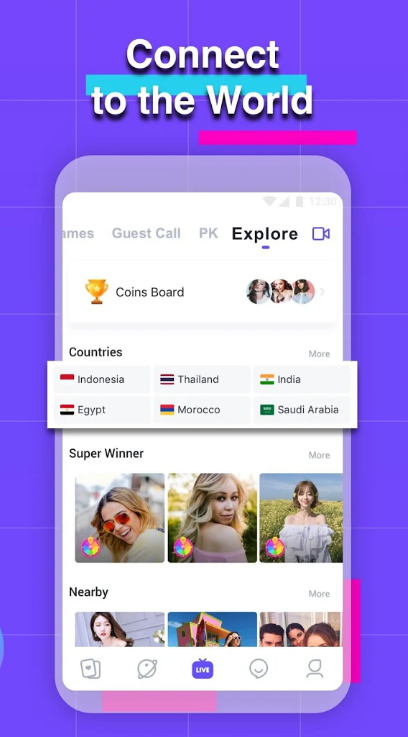 Connect
to the World
12:30
ames Guest Call PK Explore
Coins Board
Countries More
Indonesia Thailand India
Egypt Morocco Saudi Arabia
Super Winner More
Nearby More
LIVE